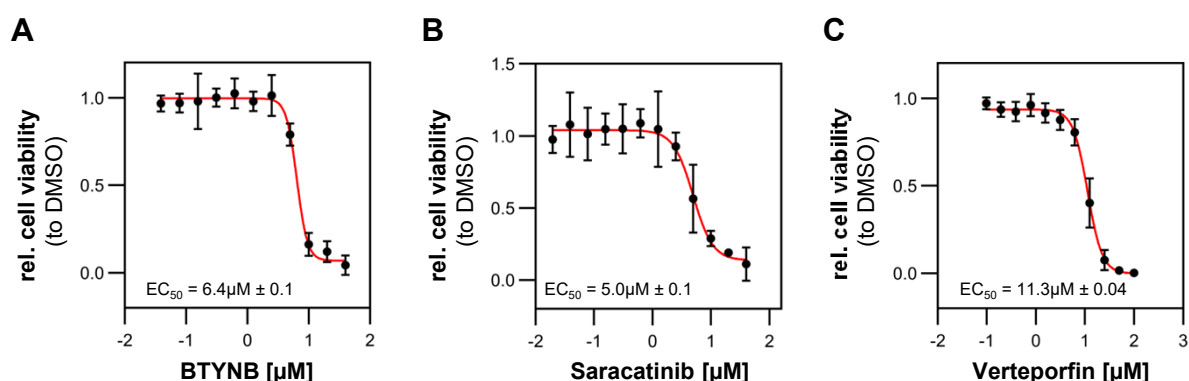 A
rel. cell viability
(to DMSO)
1.0
0.5
0.0
EC50 = 6.4µM ± 0.1
-2 -1 0 1 2
BTYNB [µM]
B
rel. cell viability
(to DMSO)
1.5
1.0
0.5
0.0
EC50 = 5.0µM ± 0.1
-2 -1 0 1 2
Saracatinib [µM]
C
rel. cell viability
(to DMSO)
1.0
0.5
0.0
EC50 = 11.3µM ± 0.04
-2 -1 0 1 2 3
Verteporfin [µM]